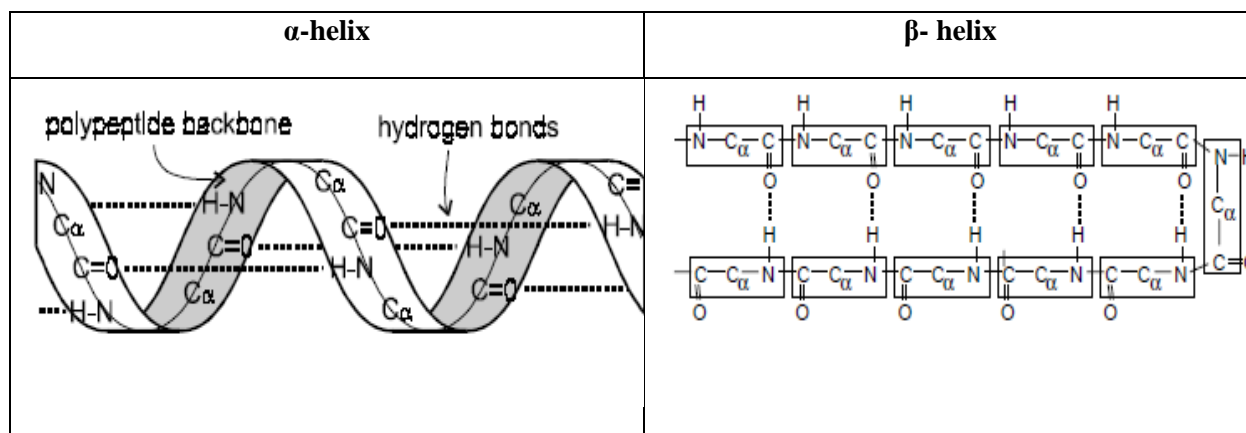 α-helix
β- helix
polypeptide backbone
hydrogen bonds
N Cα C=
H–N Cα
Cα C=O H–N
C=O H–N
C=O H–N
Cα C=O
H–N Cα
H H H H H
N–Cα–C–N–Cα–C–N–Cα–C–N–Cα–C–N–Cα–C
N–H
O O O O O
Cα
H H H H H
C=O
C–Cα–N–C–Cα–N–C–Cα–N–C–Cα–N–C–Cα–N
O O O O O